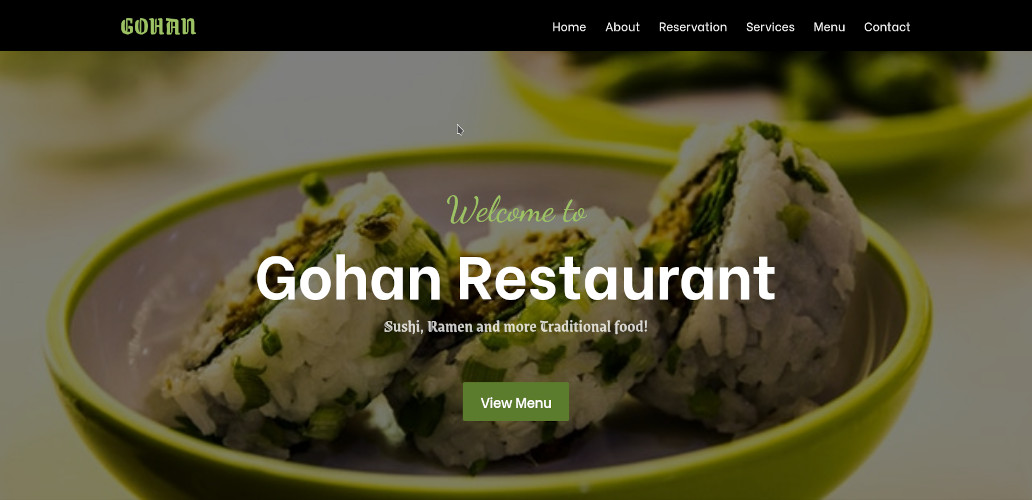 GOHAN
Home About Reservation Services Menu Contact
Welcome to
Gohan Restaurant
Sushi, Ramen and more Traditional food!
View Menu